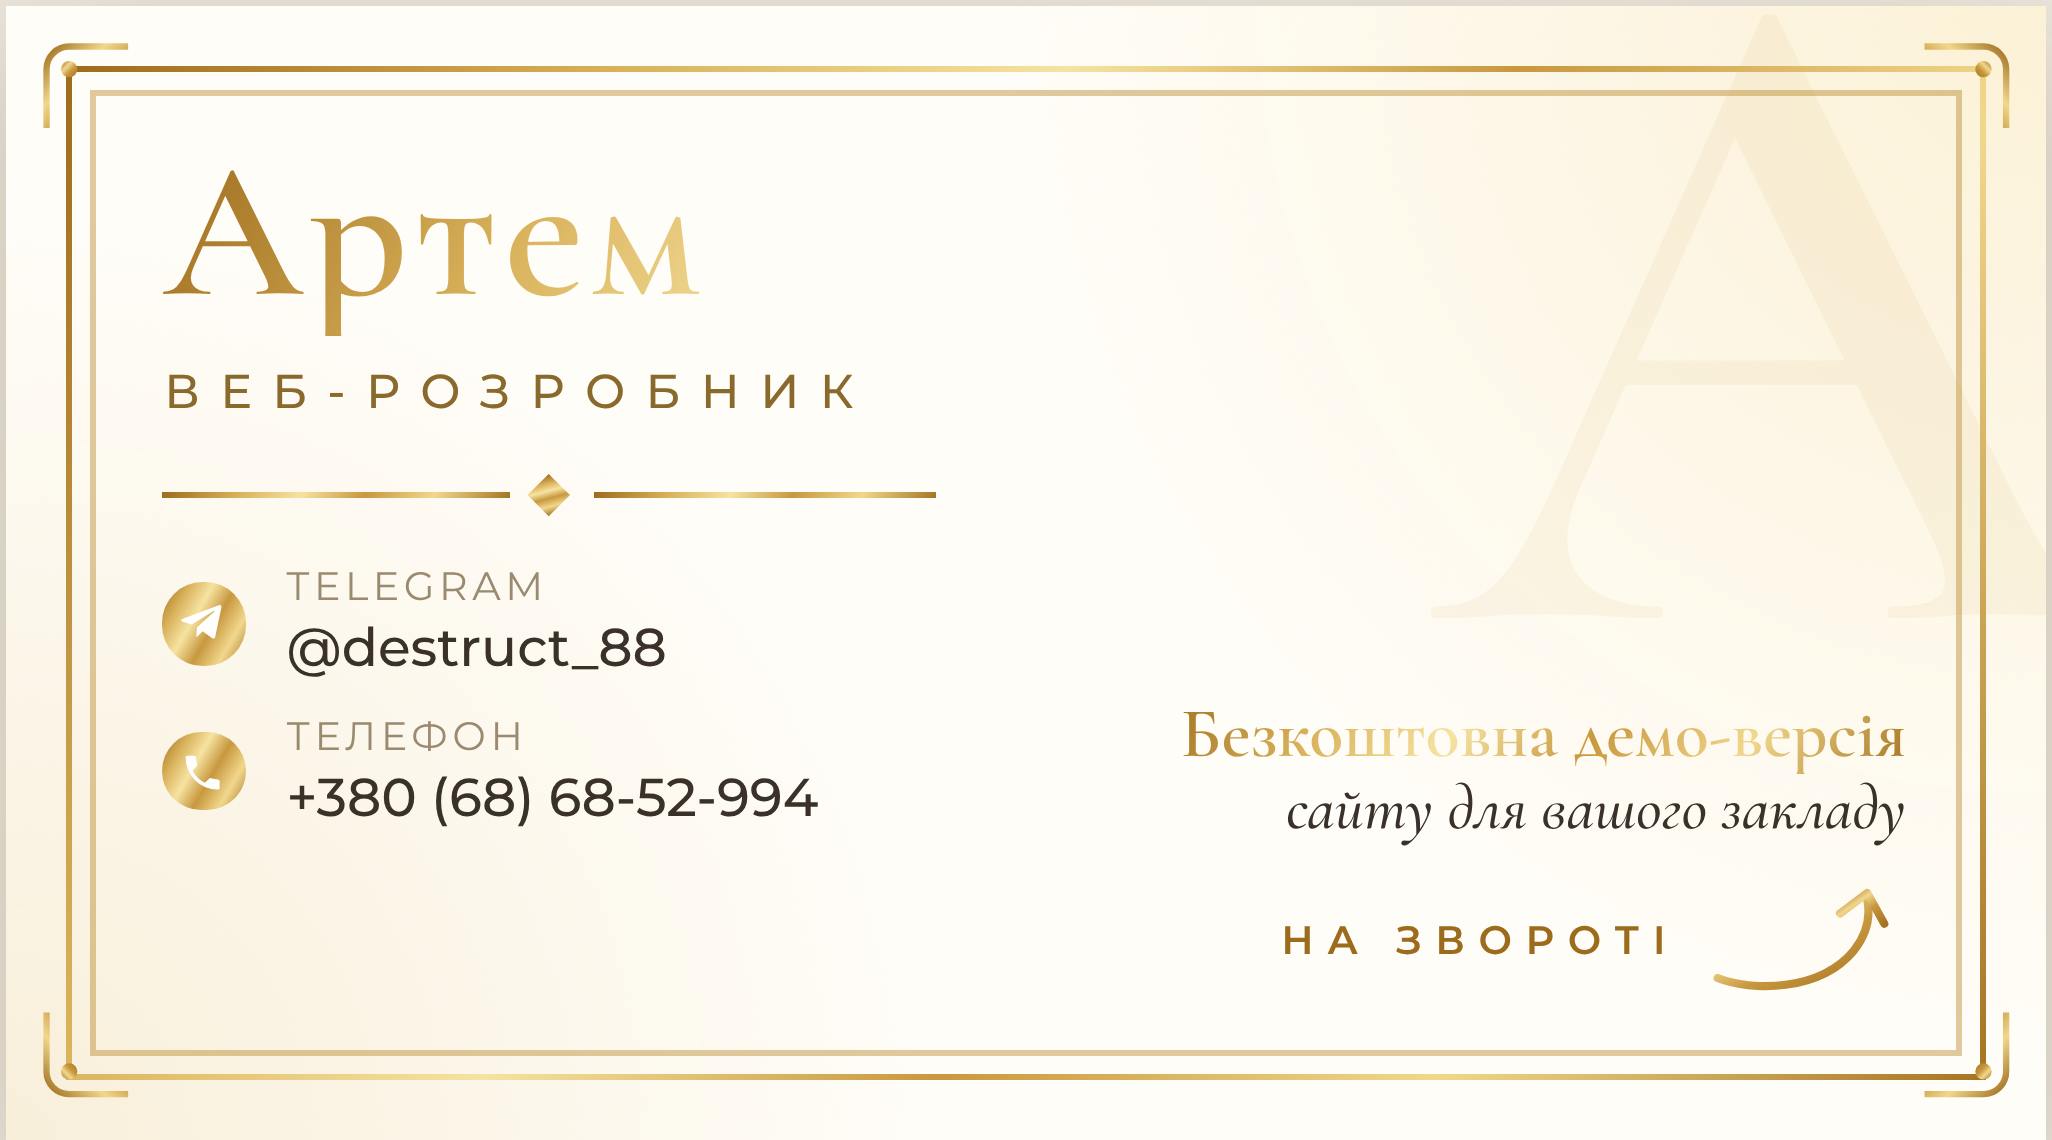 Артем
ВЕБ-РОЗРОБНИК
TELEGRAM
@destruct_88
ТЕЛЕФОН
+380 (68) 68-52-994
Безкоштовна демо-версія
сайту для вашого закладу
НА ЗВОРОТІ
А